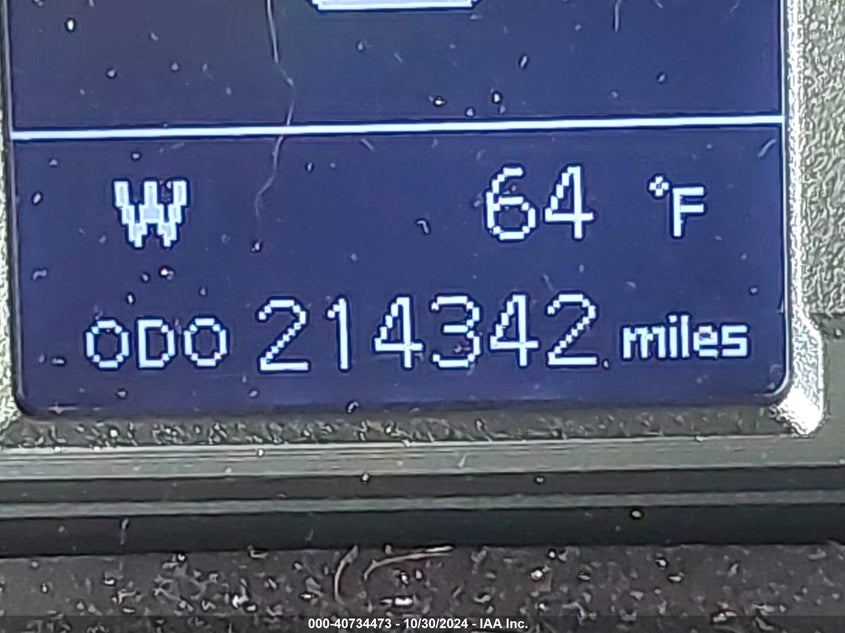 W 64 °F
ODO 214342 miles
000-40734473 - 10/30/2024 - IAA Inc.